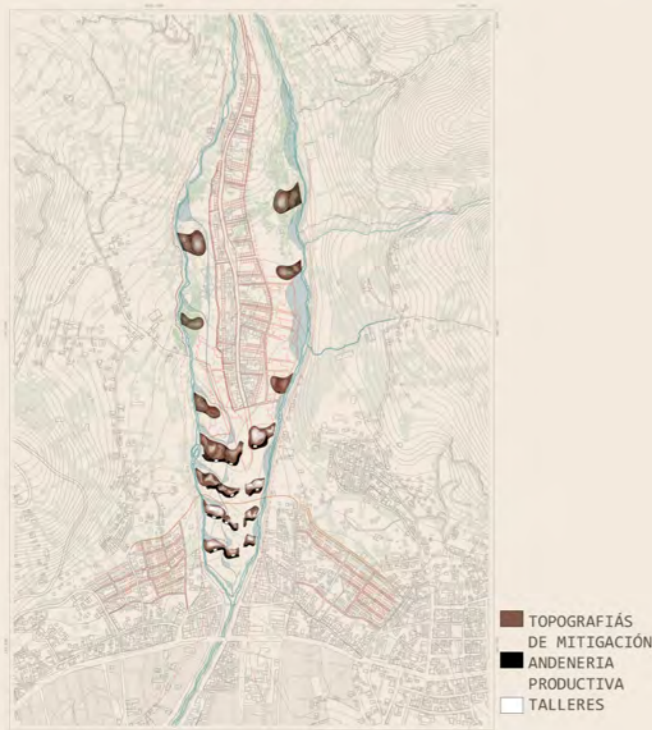 TOPOGRAFIÁS
DE MITIGACIÓN
ANDENERIA
PRODUCTIVA
TALLERES